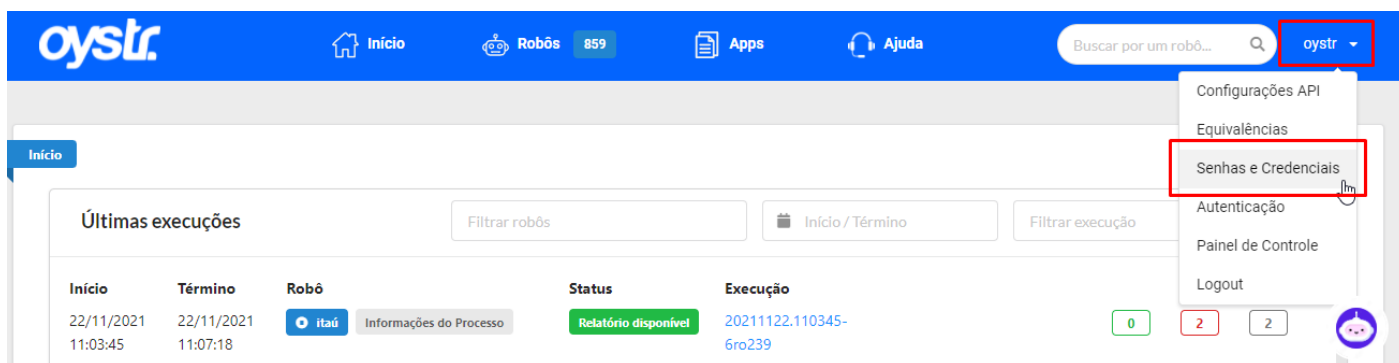 oystr.
Início
Robôs 859
Apps
Ajuda
Buscar por um robô...
oystr
Configurações API
Equivalências
Senhas e Credenciais
Autenticação
Painel de Controle
Logout
Início
Últimas execuções
Filtrar robôs
Início / Término
Filtrar execução
Início Término Robô Status Execução
22/11/2021 22/11/2021 itaú Informações do Processo Relatório disponível 20211122.110345- 0 2 2
11:03:45 11:07:18 6ro239